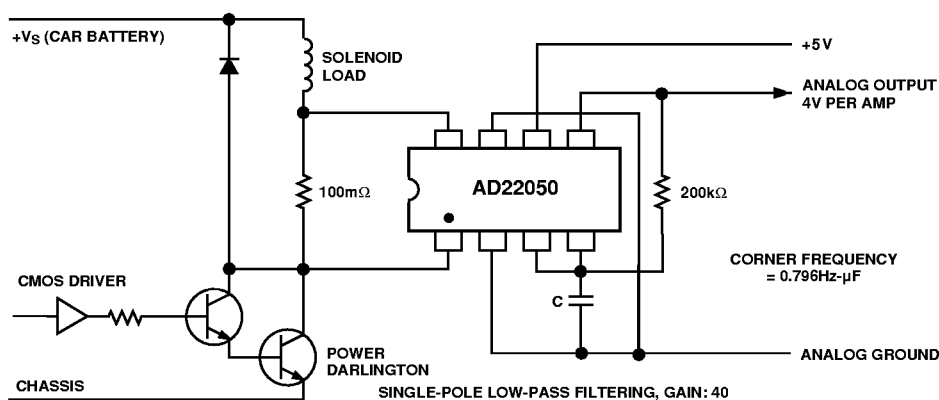 +VS (CAR BATTERY)
SOLENOID
LOAD
+5V
ANALOG OUTPUT
4V PER AMP
100mΩ
AD22050
200kΩ
CORNER FREQUENCY
= 0.796Hz-μF
CMOS DRIVER
C
POWER
DARLINGTON
ANALOG GROUND
CHASSIS
SINGLE-POLE LOW-PASS FILTERING, GAIN: 40